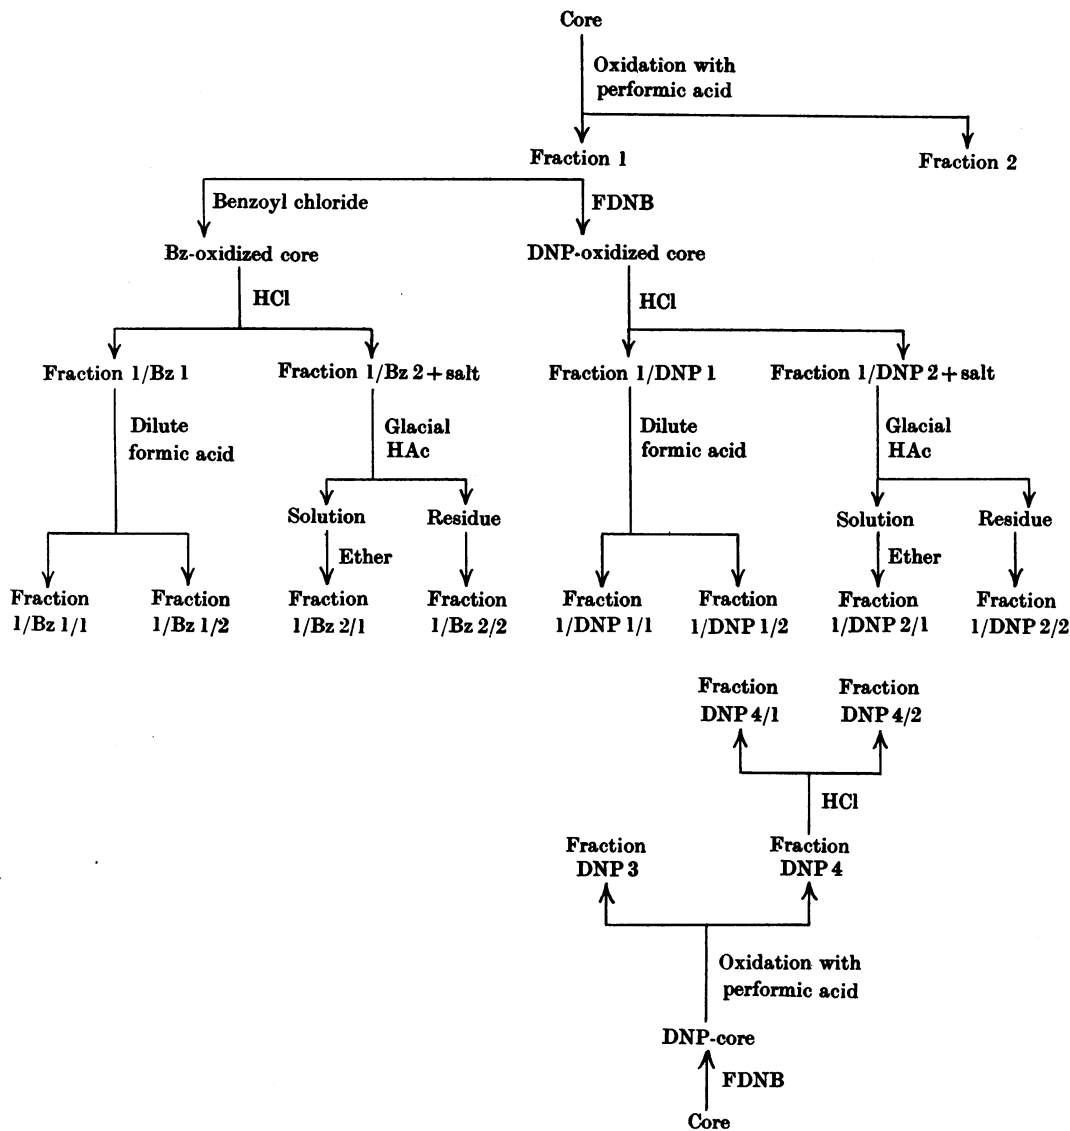 Core
Oxidation with
performic acid
Fraction 1
Fraction 2
Benzoyl chloride
FDNB
Bz-oxidized core
DNP-oxidized core
HCl
HCl
Fraction 1/Bz 1
Fraction 1/Bz 2 + salt
Fraction 1/DNP 1
Fraction 1/DNP 2 + salt
Dilute
formic acid
Glacial
HAc
Dilute
formic acid
Glacial
HAc
Solution
Residue
Solution
Residue
Ether
Ether
Fraction
1/Bz 1/1
Fraction
1/Bz 1/2
Fraction
1/Bz 2/1
Fraction
1/Bz 2/2
Fraction
1/DNP 1/1
Fraction
1/DNP 1/2
Fraction
1/DNP 2/1
Fraction
1/DNP 2/2
Fraction
DNP 4/1
Fraction
DNP 4/2
HCl
Fraction
DNP 3
Fraction
DNP 4
Oxidation with
performic acid
DNP-core
FDNB
Core